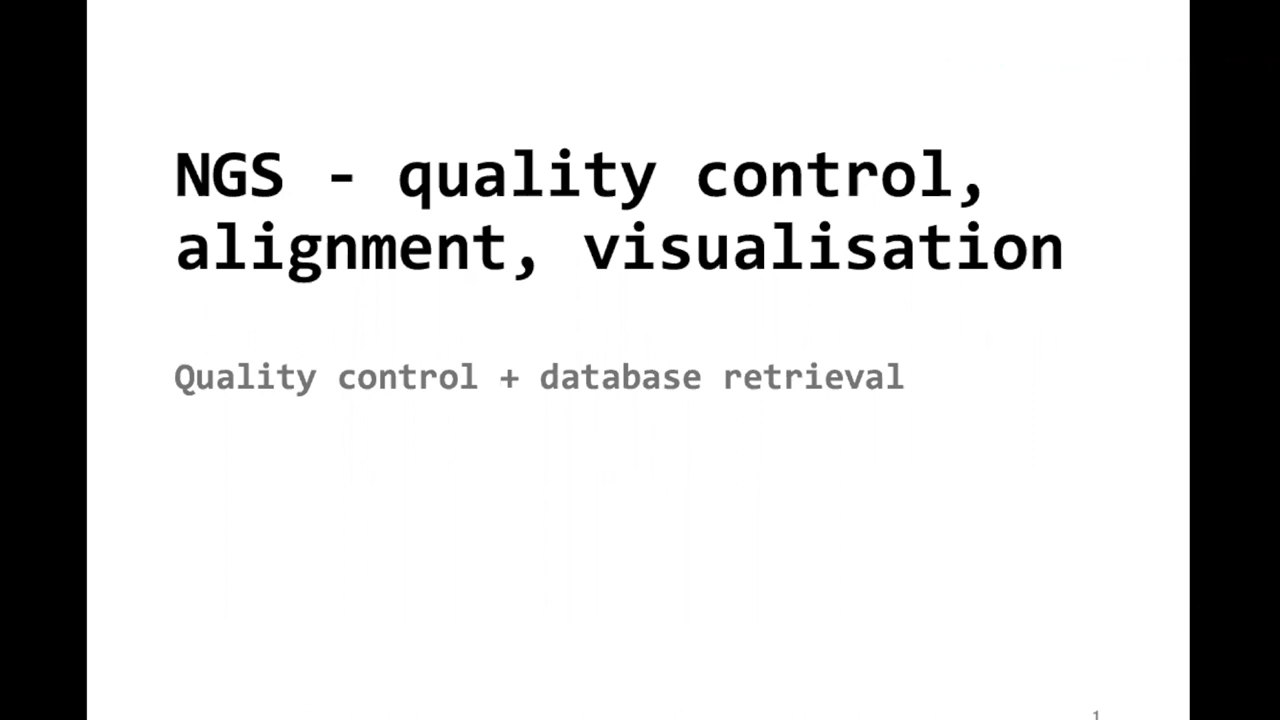 NGS - quality control,
alignment, visualisation
Quality control + database retrieval
1